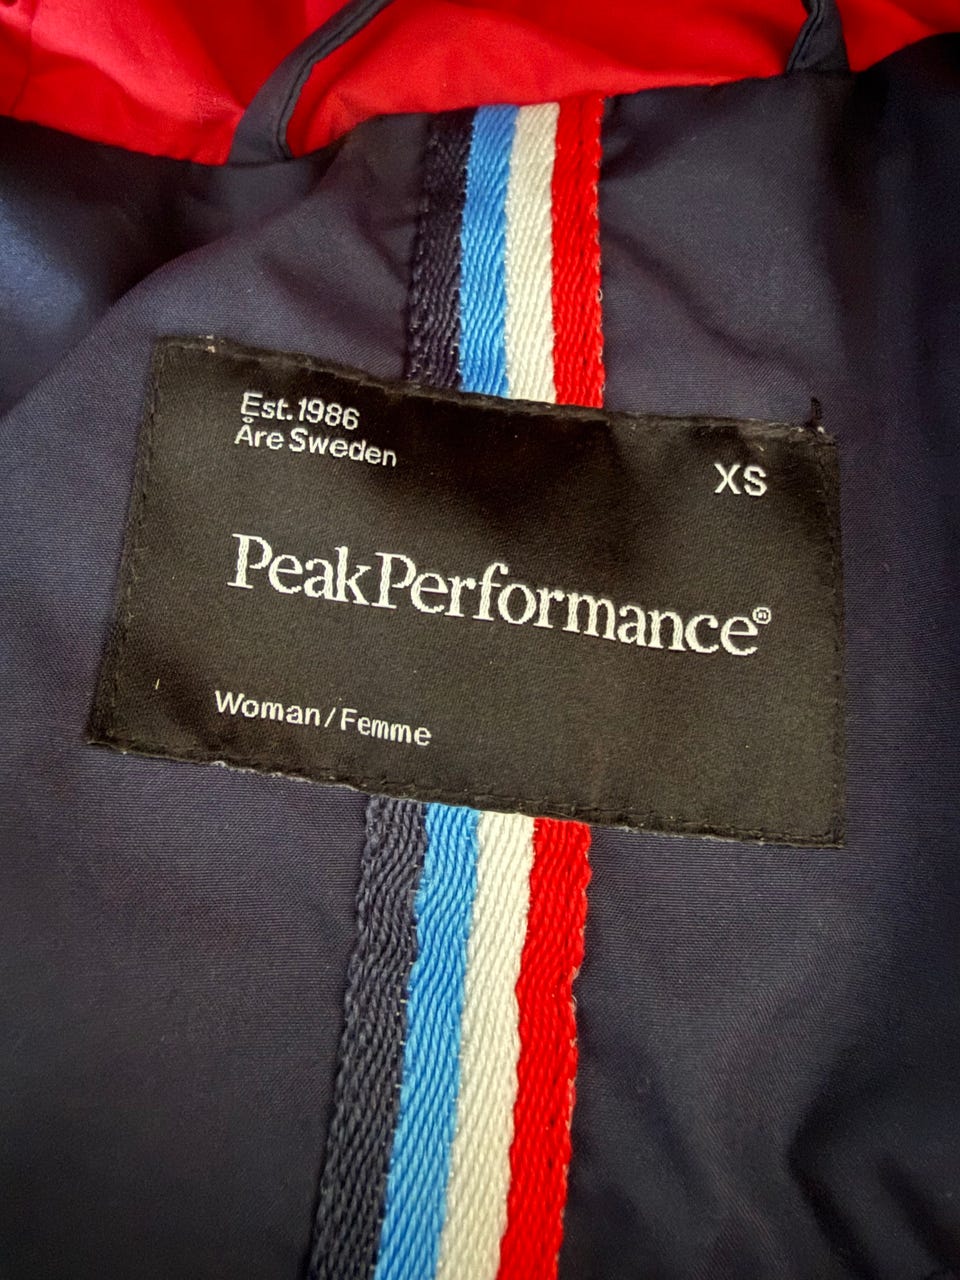 Est. 1986
Åre Sweden
XS
PeakPerformance®
Woman/Femme